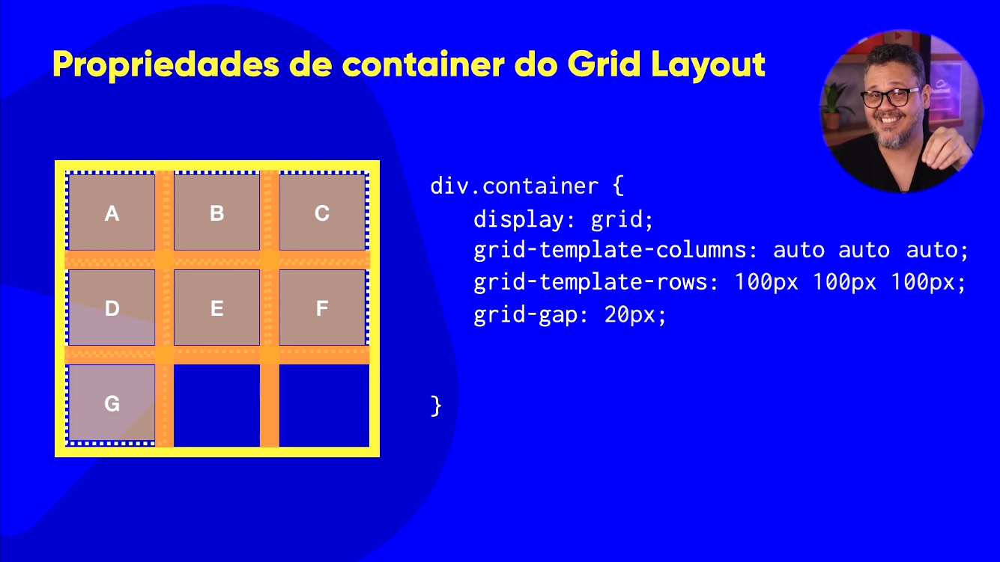 Propriedades de container do Grid Layout
A B C
D E F
G
div.container {
display: grid;
grid-template-columns: auto auto auto;
grid-template-rows: 100px 100px 100px;
grid-gap: 20px;
}